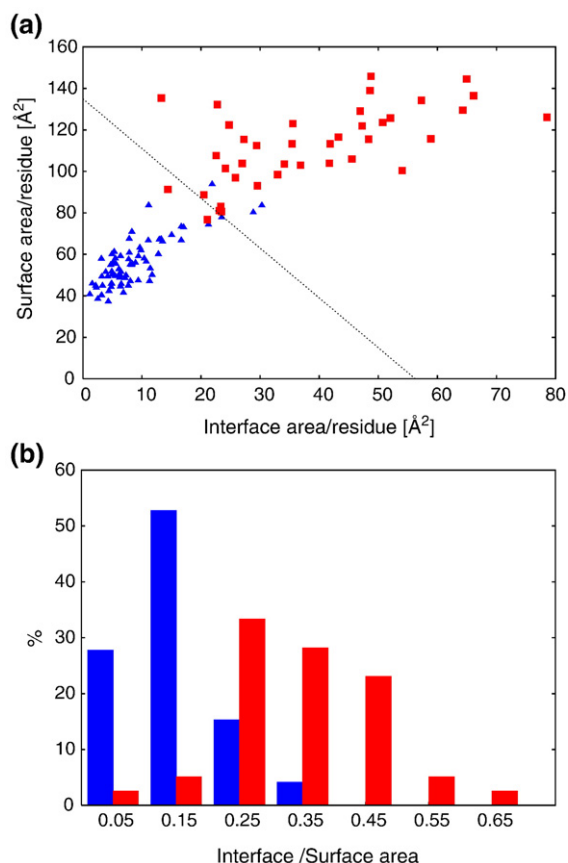 (a)
160
140
120
100
80
60
40
20
0
Surface area/residue [Å²]
0 10 20 30 40 50 60 70 80
Interface area/residue [Å²]
(b)
60
50
40
30
20
10
0
%
0.05 0.15 0.25 0.35 0.45 0.55 0.65
Interface /Surface area